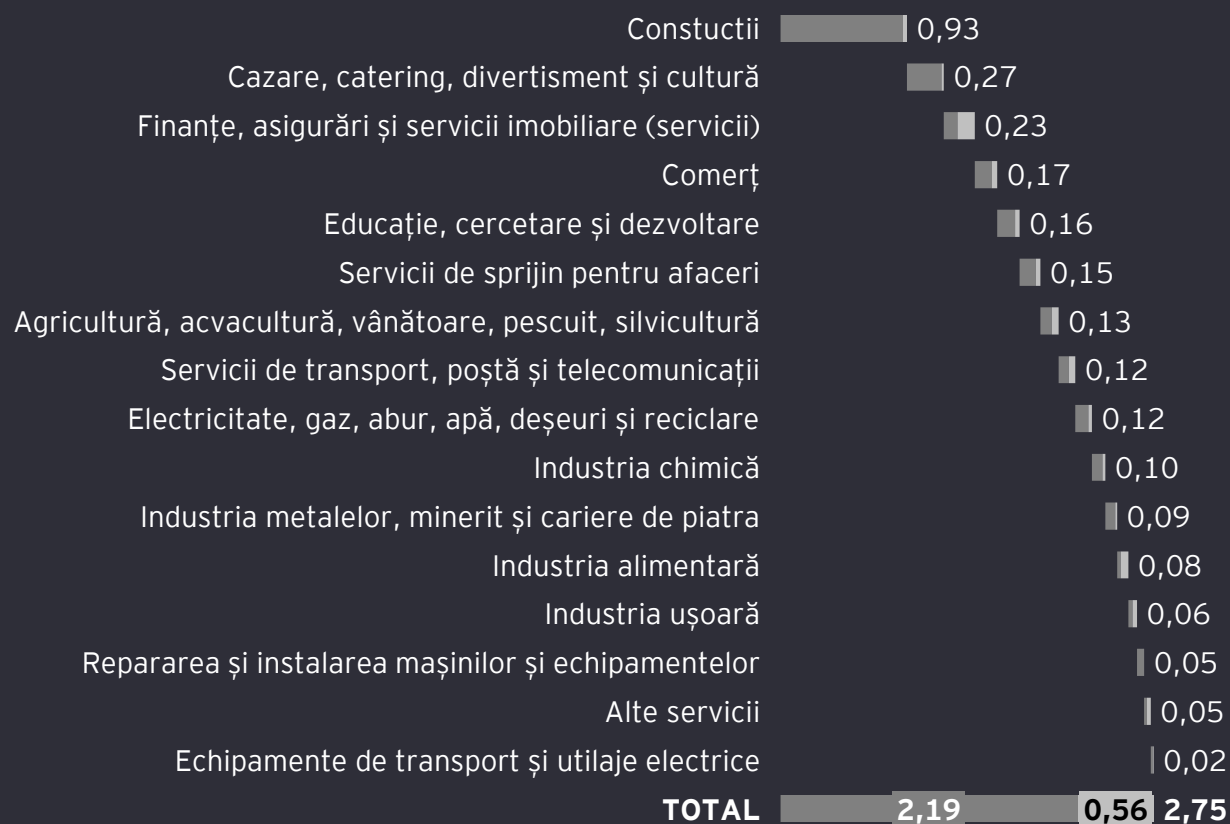 Constuctii 0,93
Cazare, catering, divertisment și cultură 0,27
Finanțe, asigurări și servicii imobiliare (servicii) 0,23
Comerț 0,17
Educație, cercetare și dezvoltare 0,16
Servicii de sprijin pentru afaceri 0,15
Agricultură, acvacultură, vânătoare, pescuit, silvicultură 0,13
Servicii de transport, poștă și telecomunicații 0,12
Electricitate, gaz, abur, apă, deșeuri și reciclare 0,12
Industria chimică 0,10
Industria metalelor, minerit și cariere de piatra 0,09
Industria alimentară 0,08
Industria ușoară 0,06
Repararea și instalarea mașinilor și echipamentelor 0,05
Alte servicii 0,05
Echipamente de transport și utilaje electrice 0,02
TOTAL 2,19 0,56 2,75